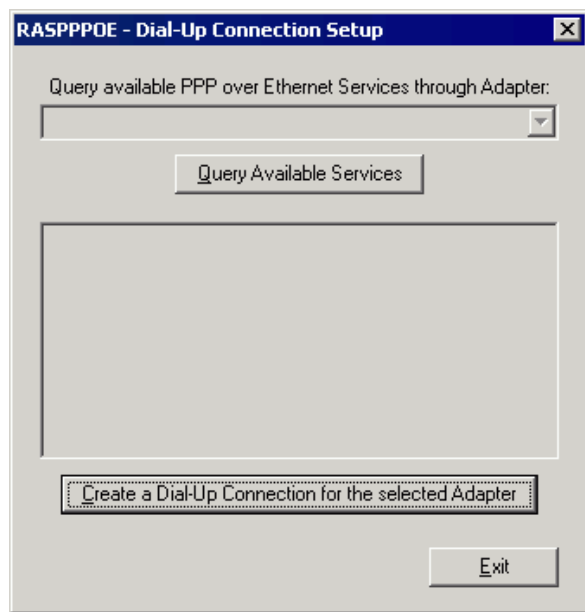 RASPPPOE - Dial-Up Connection Setup
Query available PPP over Ethernet Services through Adapter:
Query Available Services
Create a Dial-Up Connection for the selected Adapter
Exit